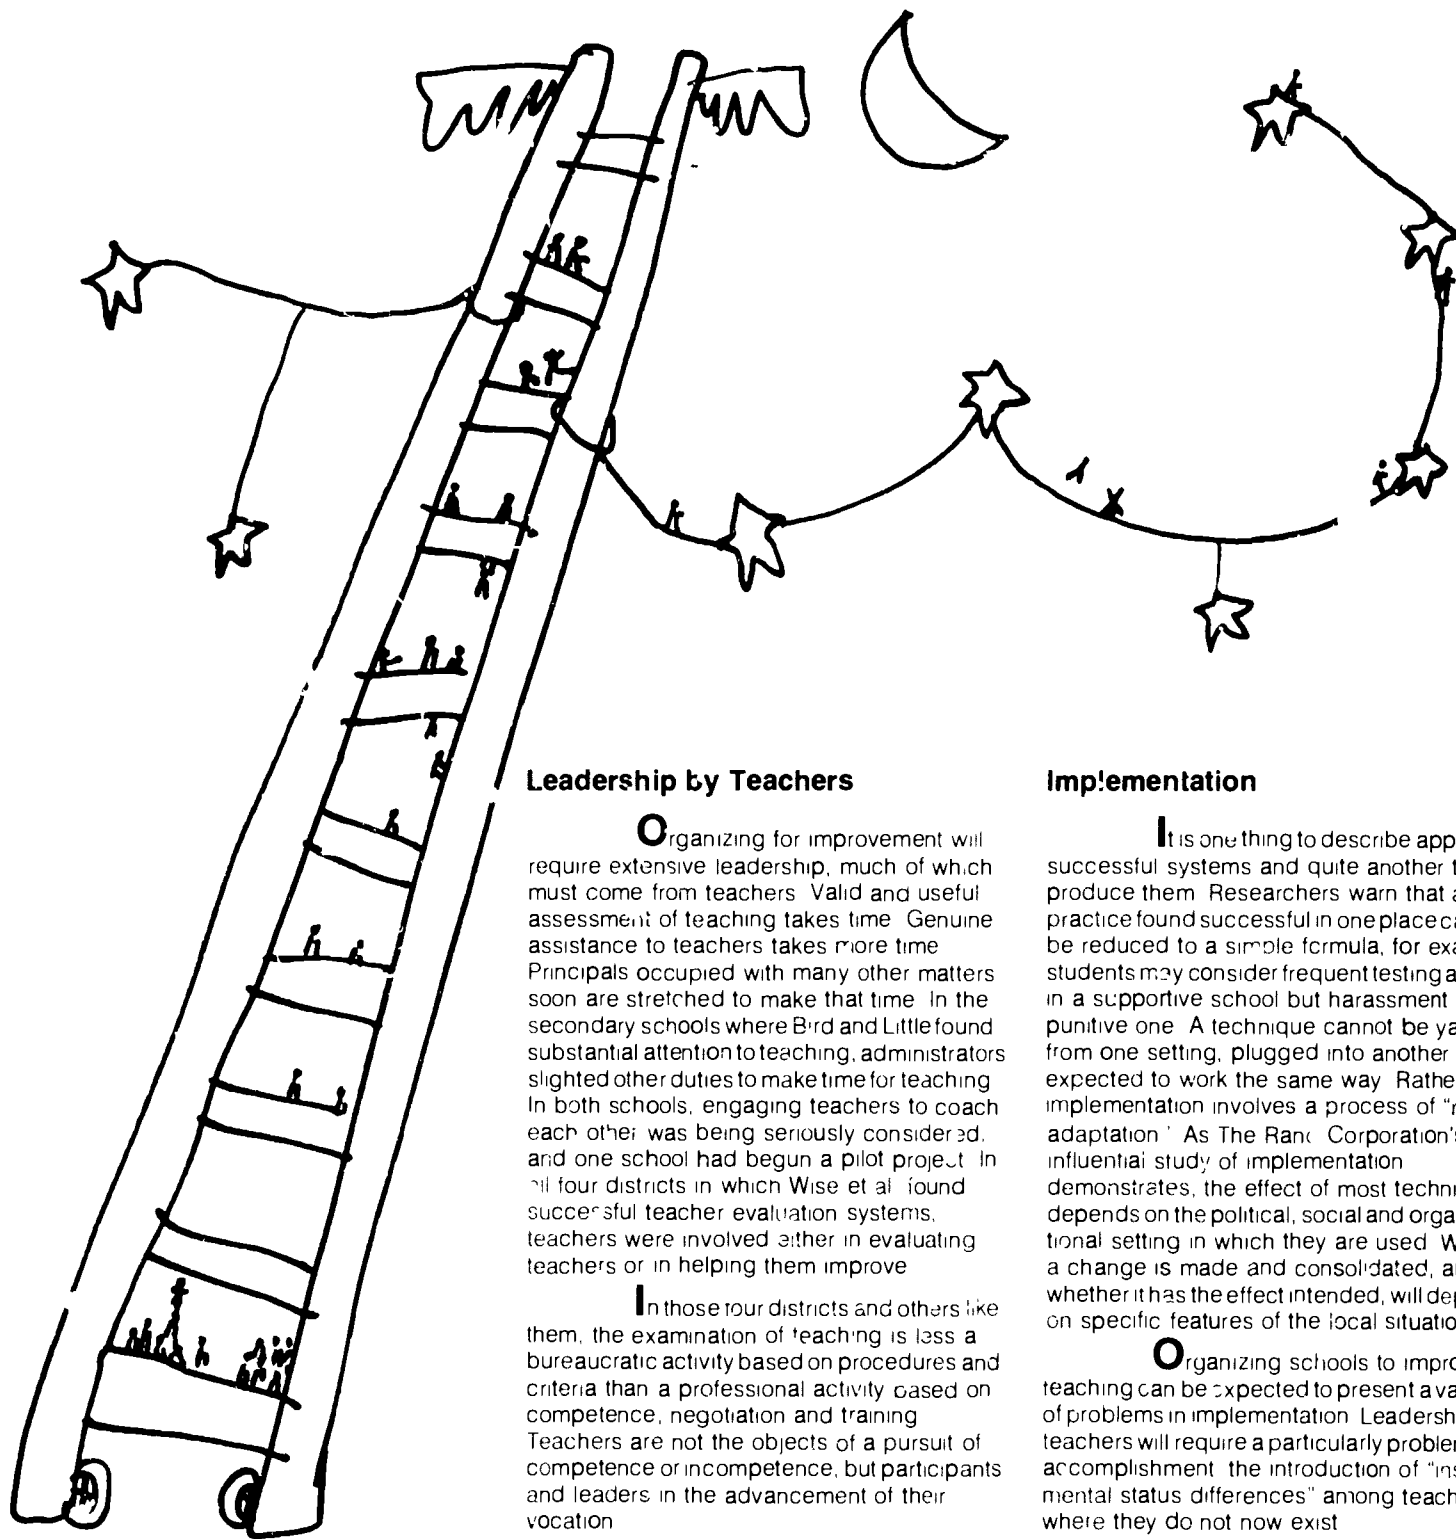 Leadership by Teachers
Organizing for improvement will
require extensive leadership, much of which
must come from teachers Valid and useful
assessment of teaching takes time Genuine
assistance to teachers takes more time
Principals occupied with many other matters
soon are stretched to make that time In the
secondary schools where Bird and Little found
substantial attention to teaching, administrators
slighted other duties to make time for teaching
In both schools, engaging teachers to coach
each other was being seriously considered,
and one school had begun a pilot project In
all four districts in which Wise et al found
successful teacher evaluation systems,
teachers were involved either in evaluating
teachers or in helping them improve
In those four districts and others like
them, the examination of teaching is less a
bureaucratic activity based on procedures and
criteria than a professional activity based on
competence, negotiation and training
Teachers are not the objects of a pursuit of
competence or incompetence, but participants
and leaders in the advancement of their
vocation
Implementation
It is one thing to describe
successful systems and quite another
produce them Researchers warn that
practice found successful in one place
be reduced to a simple formula, for
students may consider frequent testing
in a supportive school but harassment
punitive one A technique cannot be
from one setting, plugged into another
expected to work the same way
implementation involves a process of
adaptation ' As The Rand Corporation's
influential study of implementation
demonstrates, the effect of most
depends on the political, social and
tional setting in which they are used
a change is made and consolidated,
whether it has the effect intended, will
on specific features of the local
Organizing schools to
teaching can be expected to present a
of problems in implementation
teachers will require a particularly
accomplishment the introduction of
mental status differences" among
where they do not now exist